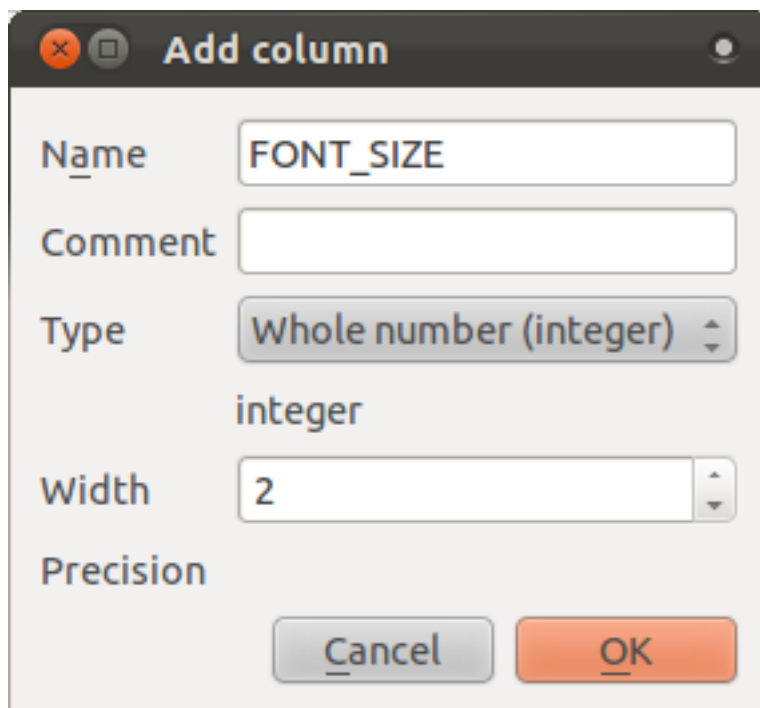 Add column
Name FONT_SIZE
Comment
Type Whole number (integer)
integer
Width 2
Precision
Cancel OK